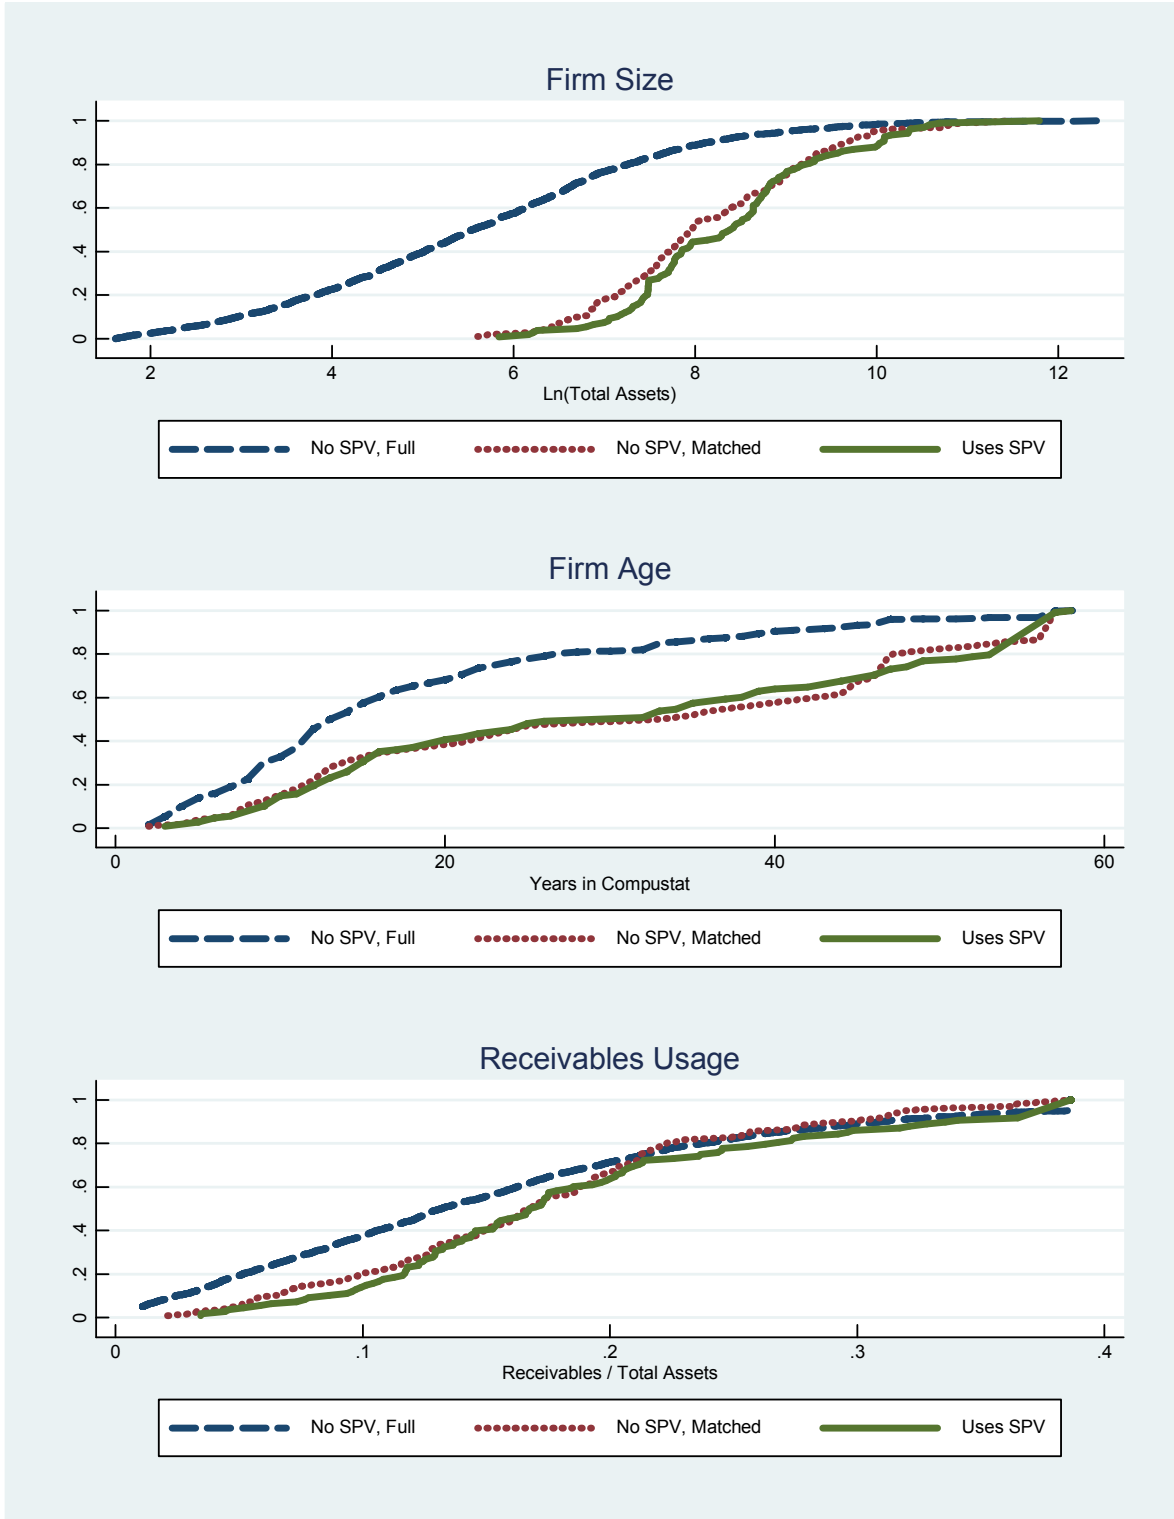 Firm Size
1
.8
.6
.4
.2
0
2 4 6 8 10 12
Ln(Total Assets)
No SPV, Full No SPV, Matched Uses SPV
Firm Age
1
.8
.6
.4
.2
0
0 20 40 60
Years in Compustat
No SPV, Full No SPV, Matched Uses SPV
Receivables Usage
1
.8
.6
.4
.2
0
0 .1 .2 .3 .4
Receivables / Total Assets
No SPV, Full No SPV, Matched Uses SPV